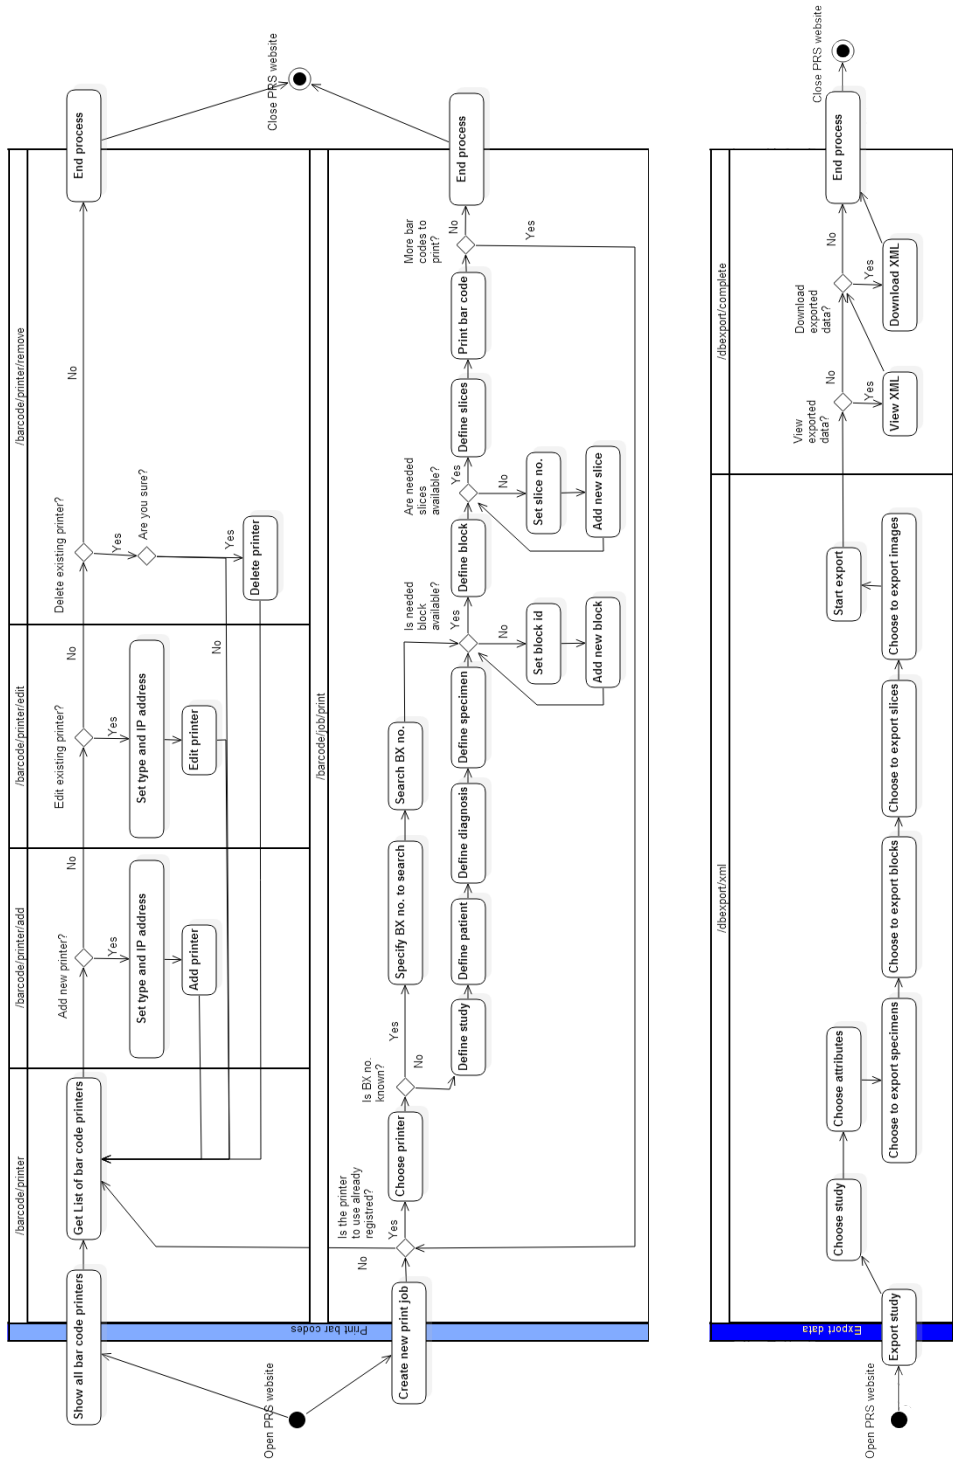 Open PRS website
Show all bar code printers
Create new print job
Print bar codes
/barcode/printer
Get List of bar code printers
/barcode/printer/add
Add new printer?
Yes
No
Set type and IP address
Add printer
/barcode/printer/edit
Edit existing printer?
Yes
No
Set type and IP address
Edit printer
/barcode/printer/remove
Delete existing printer?
Yes
No
Are you sure?
Yes
No
Delete printer
End process
Close PRS website
/barcode/job/print
Is the printer
to use already
registred?
Yes
No
Choose printer
Is BX no.
known?
Yes
No
Specify BX no. to search
Search BX no.
Define study
Define patient
Define diagnosis
Define specimen
Is needed
block
available?
Yes
No
Set block id
Add new block
Define block
Are needed
slices
available?
Yes
No
Set slice no.
Add new slice
Define slices
Print bar code
More bar
codes to
print?
No
Yes
End process
Open PRS website
Export study
Export data
/dbexport/xml
Choose study
Choose attributes
Choose to export specimens
Choose to export blocks
Choose to export slices
Choose to export images
Start export
/dbexport/complete
View
exported
data?
No
Yes
View XML
Download
exported
data?
No
Yes
Download XML
End process
Close PRS website